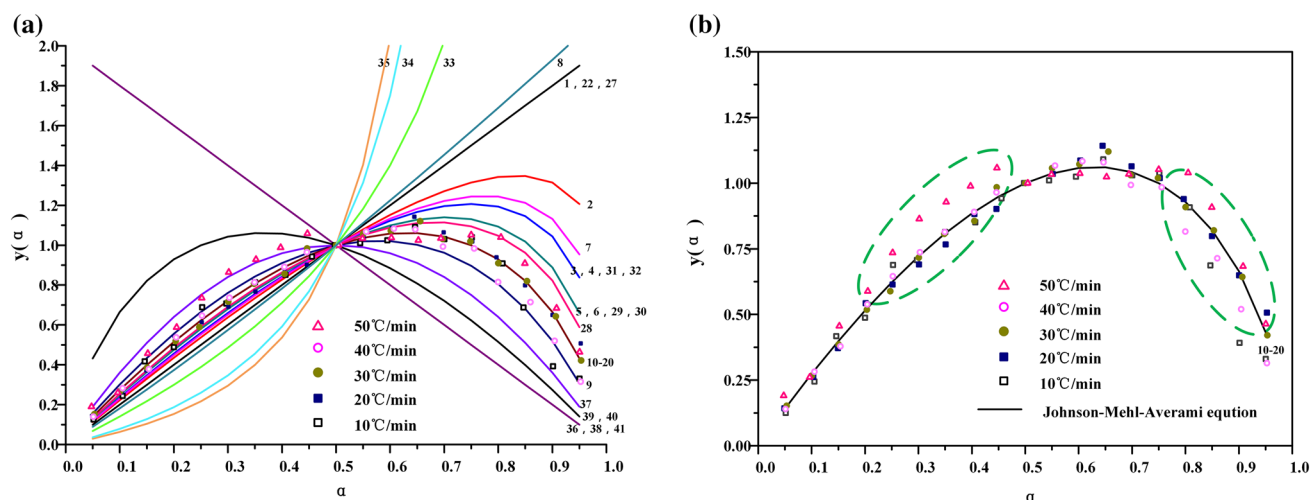 (a)
y(α)
2.0
1.8
1.6
1.4
1.2
1.0
0.8
0.6
0.4
0.2
0.0
0.0 0.1 0.2 0.3 0.4 0.5 0.6 0.7 0.8 0.9 1.0
α
35
34
33
8
1 , 22 , 27
2
7
3 , 4 , 31 , 32
5 , 6 , 29 , 30
28
10-20
9
37
39 , 40
36 , 38 , 41
50℃/min
40℃/min
30℃/min
20℃/min
10℃/min
(b)
y(α)
1.50
1.25
1.00
0.75
0.50
0.25
0.00
0.0 0.1 0.2 0.3 0.4 0.5 0.6 0.7 0.8 0.9 1.0
α
50℃/min
40℃/min
30℃/min
20℃/min
10℃/min
10-20
Johnson-Mehl-Averami eqution